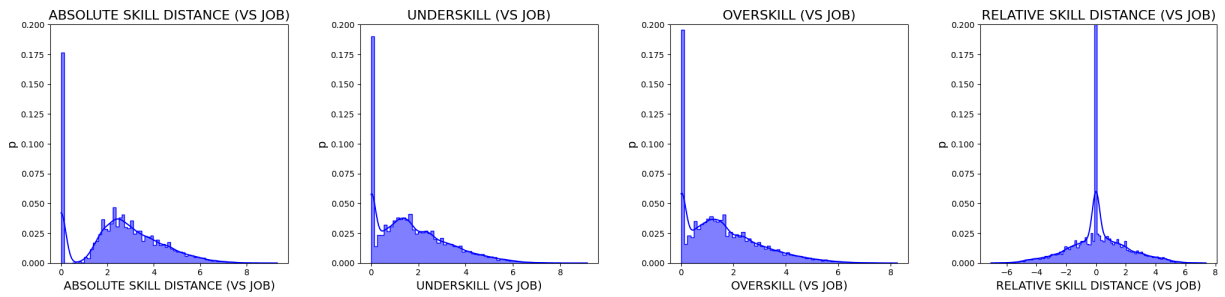 ABSOLUTE SKILL DISTANCE (VS JOB)
0.200
0.175
0.150
0.125
0.100
0.075
0.050
0.025
0.000
p
0 2 4 6 8
ABSOLUTE SKILL DISTANCE (VS JOB)
UNDERSKILL (VS JOB)
0.200
0.175
0.150
0.125
0.100
0.075
0.050
0.025
0.000
p
0 2 4 6 8
UNDERSKILL (VS JOB)
OVERSKILL (VS JOB)
0.200
0.175
0.150
0.125
0.100
0.075
0.050
0.025
0.000
p
0 2 4 6 8
OVERSKILL (VS JOB)
RELATIVE SKILL DISTANCE (VS JOB)
0.200
0.175
0.150
0.125
0.100
0.075
0.050
0.025
0.000
p
−6 −4 −2 0 2 4 6 8
RELATIVE SKILL DISTANCE (VS JOB)